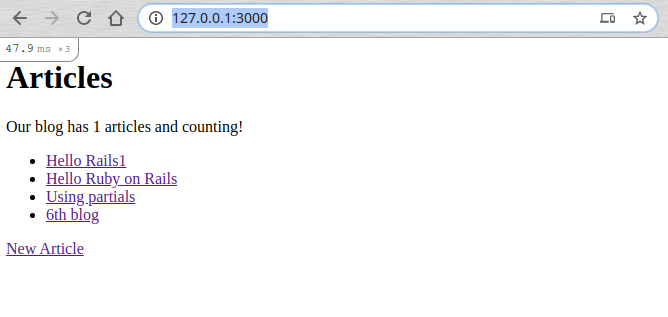 127.0.0.1:3000
47.9 ms ×3
Articles
Our blog has 1 articles and counting!
Hello Rails1
Hello Ruby on Rails
Using partials
6th blog
New Article